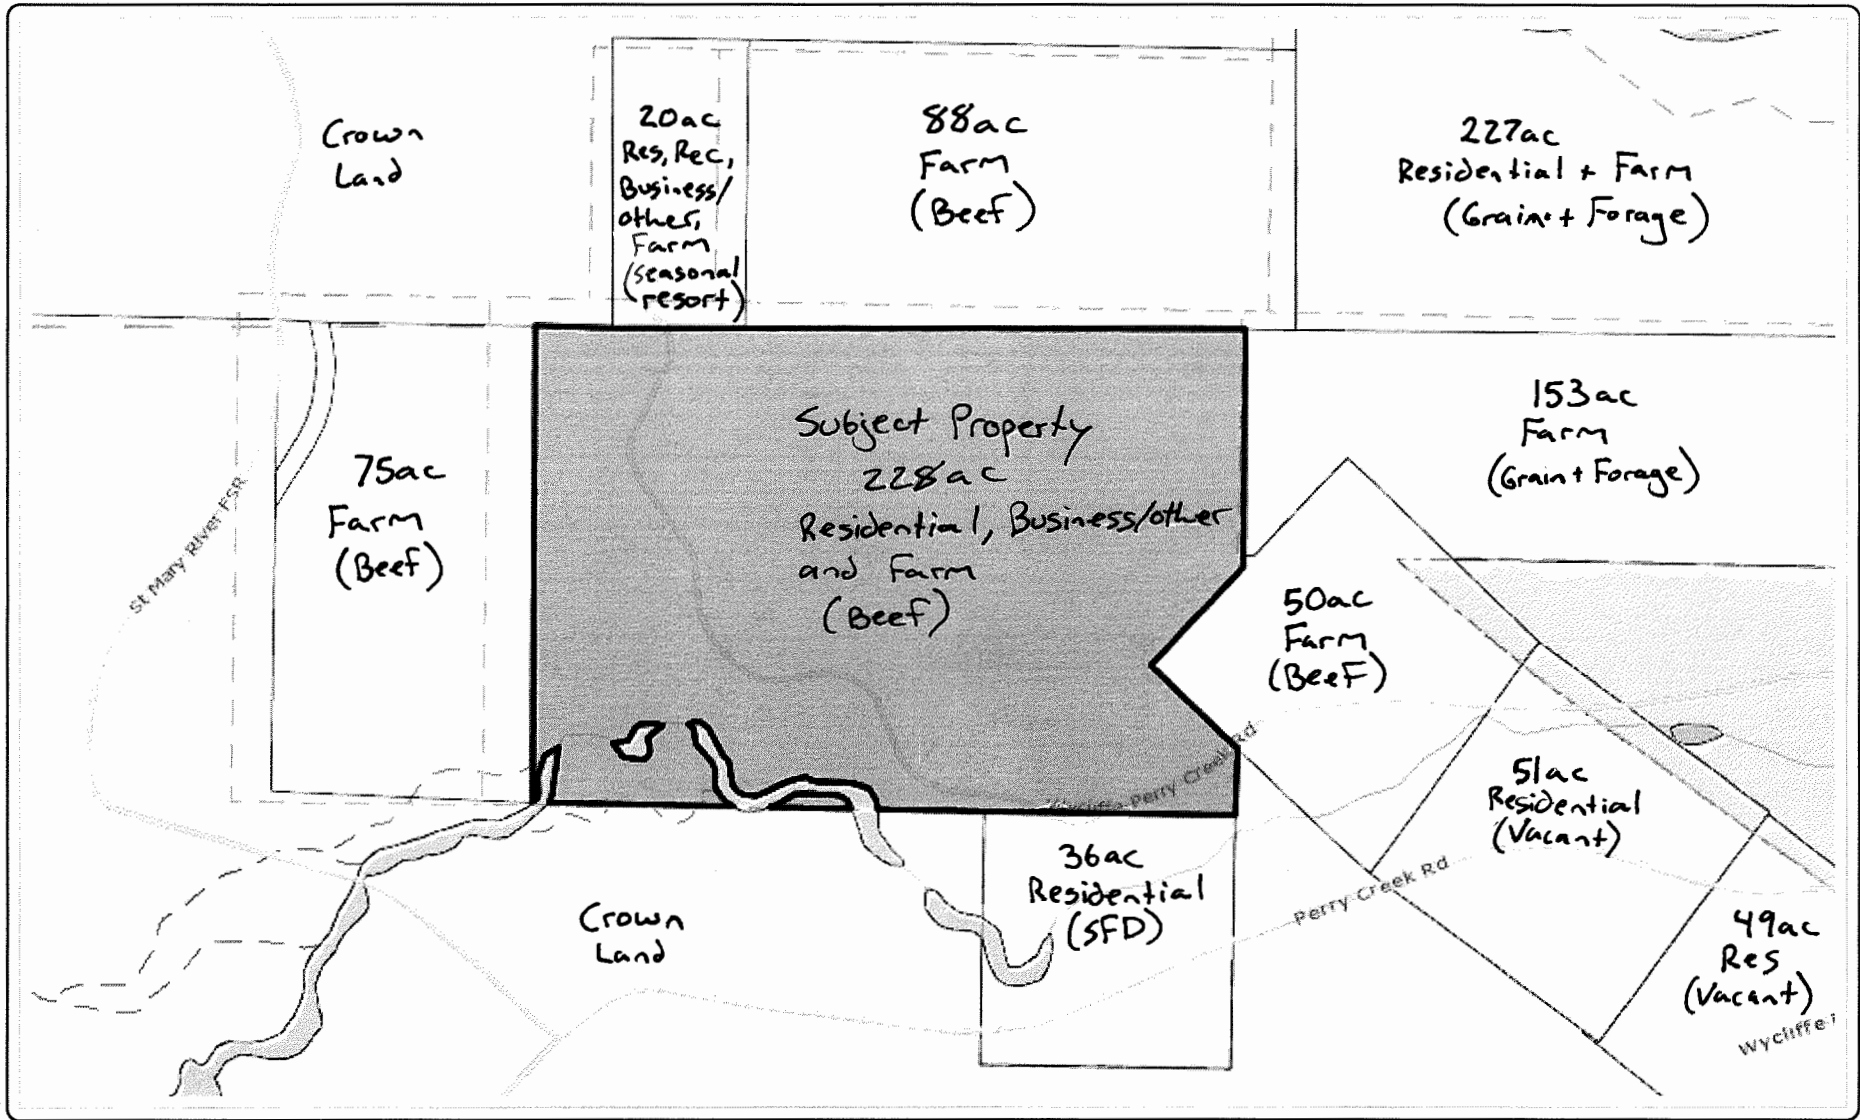 Crown
Land
20ac
Res, Rec,
Business/
other,
Farm
(seasonal
resort)
88ac
Farm
(Beef)
227ac
Residential + Farm
(Grain + Forage)
75ac
Farm
(Beef)
St Mary River FSR
Subject Property
228ac
Residential, Business/other
and Farm
(Beef)
153ac
Farm
(Grain + Forage)
50ac
Farm
(Beef)
Wycliffe-Perry Creek Rd
51ac
Residential
(Vacant)
36ac
Residential
(SFD)
Perry Creek Rd
Crown
Land
49ac
Res
(Vacant)
Wycliffe